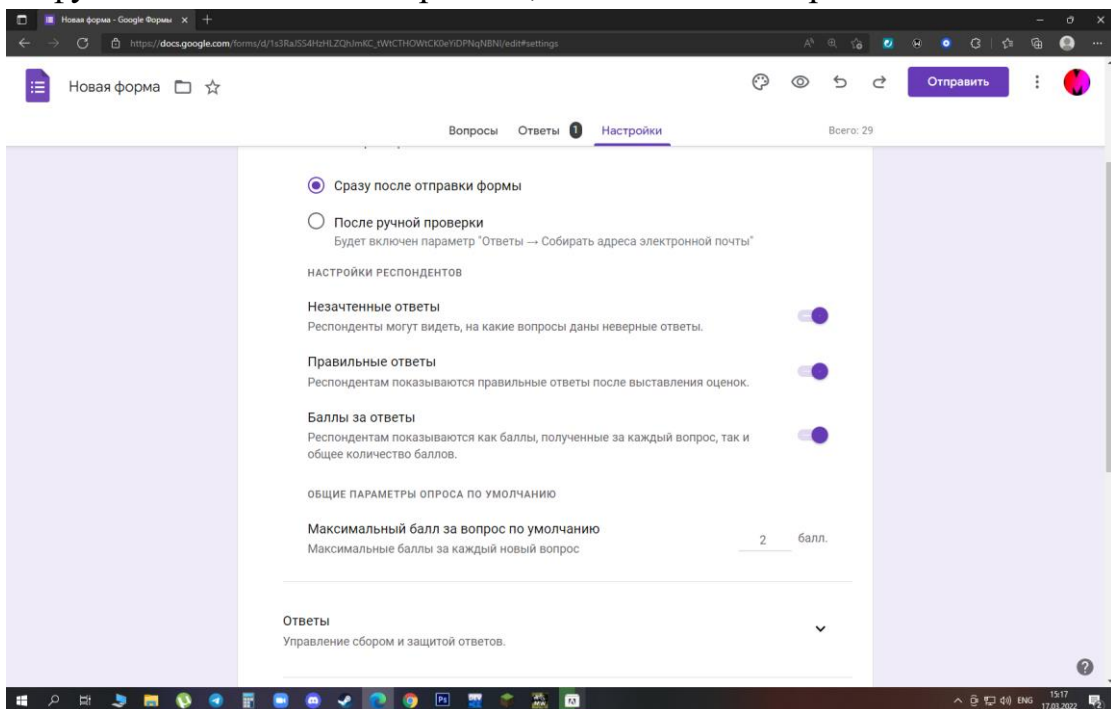 Новая форма - Google Формы
https://docs.google.com/forms/d/1s3RaJSS4HzHLZQhJmKC_tWtCTHOWtCK0eYiDPNqNBNI/edit#settings
Новая форма
Отправить
Вопросы Ответы 1 Настройки Всего: 29
Сразу после отправки формы
После ручной проверки
Будет включен параметр "Ответы → Собирать адреса электронной почты"
НАСТРОЙКИ РЕСПОНДЕНТОВ
Незачтенные ответы
Респонденты могут видеть, на какие вопросы даны неверные ответы.
Правильные ответы
Респондентам показываются правильные ответы после выставления оценок.
Баллы за ответы
Респондентам показываются как баллы, полученные за каждый вопрос, так и
общее количество баллов.
ОБЩИЕ ПАРАМЕТРЫ ОПРОСА ПО УМОЛЧАНИЮ
Максимальный балл за вопрос по умолчанию
2 балл.
Максимальные баллы за каждый новый вопрос
Ответы
Управление сбором и защитой ответов.
ENG
15:17
17.03.2022